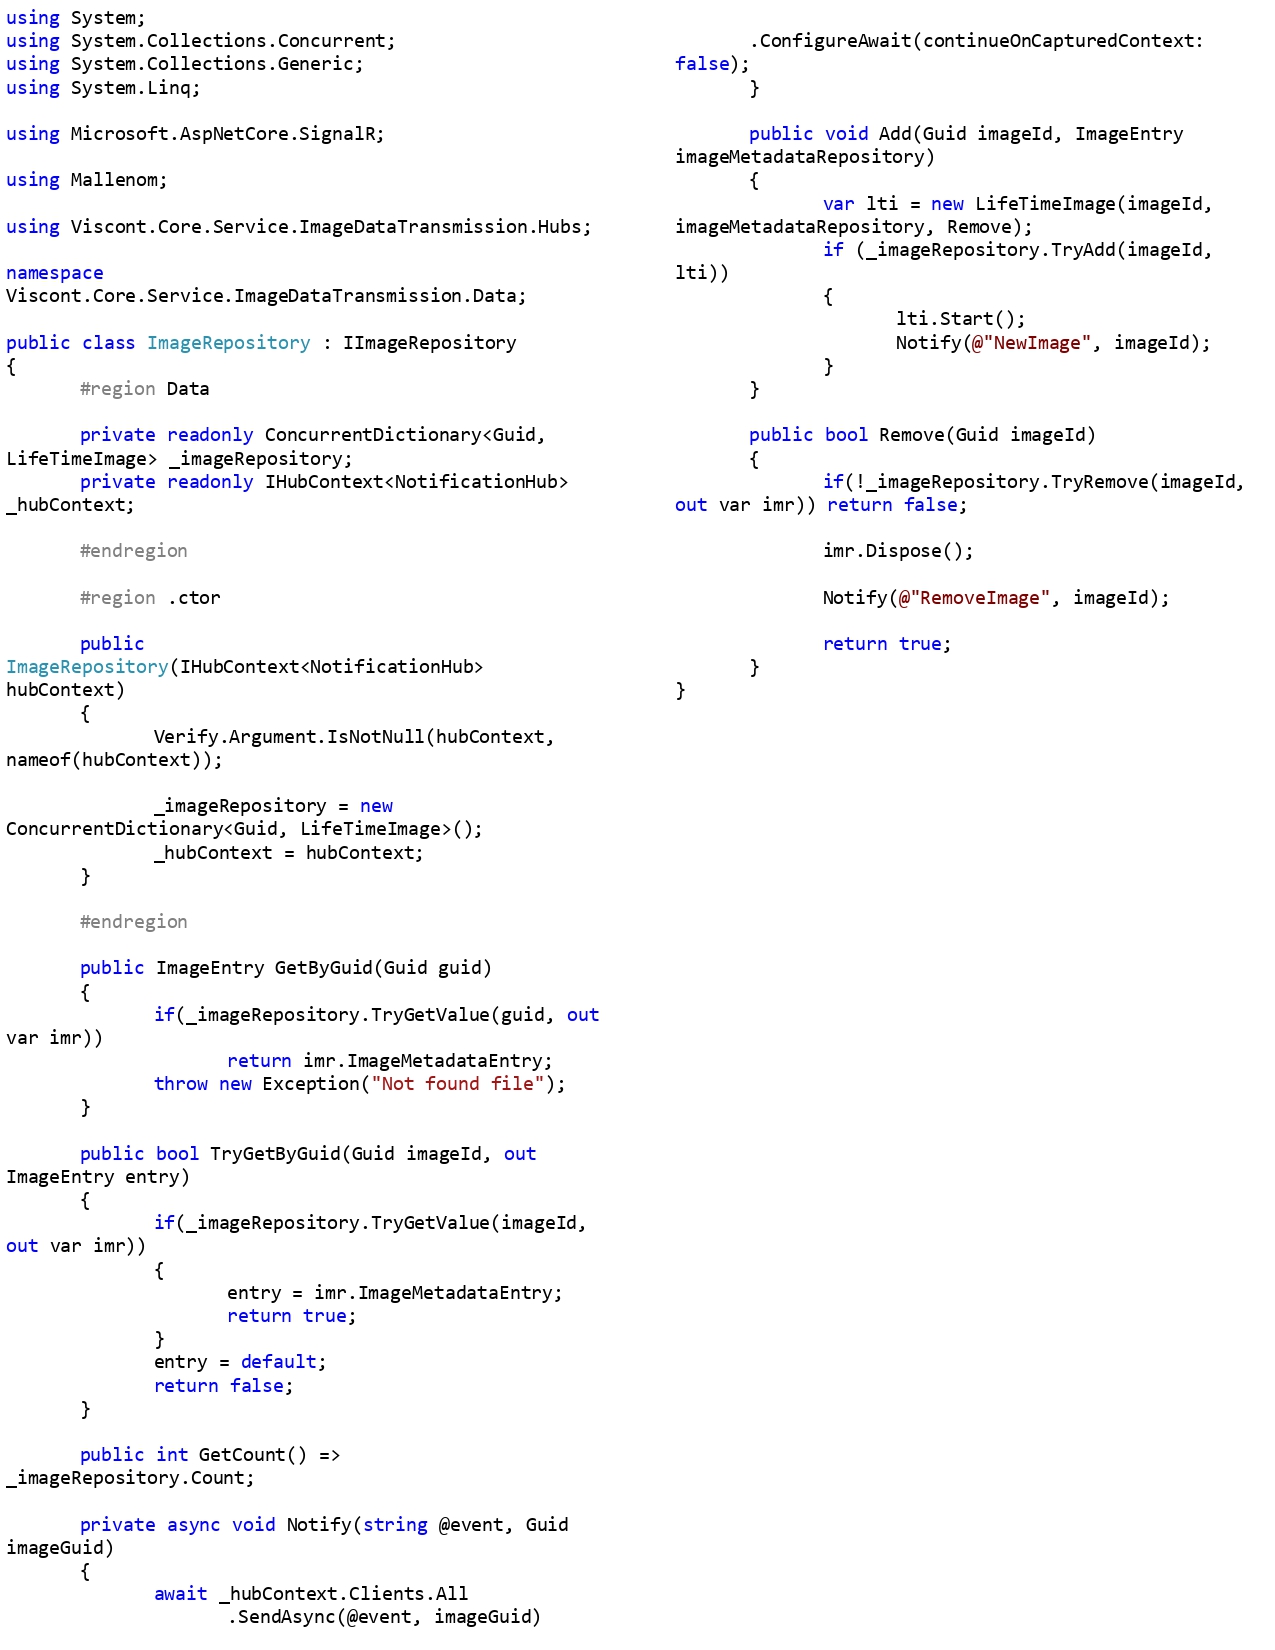 using System;
using System.Collections.Concurrent;
using System.Collections.Generic;
using System.Linq;
using Microsoft.AspNetCore.SignalR;
using Mallenom;
using Viscont.Core.Service.ImageDataTransmission.Hubs;
namespace
Viscont.Core.Service.ImageDataTransmission.Data;
public class ImageRepository : IImageRepository
{
#region Data
private readonly ConcurrentDictionary<Guid,
LifeTimeImage> _imageRepository;
private readonly IHubContext<NotificationHub>
_hubContext;
#endregion
#region .ctor
public
ImageRepository(IHubContext<NotificationHub>
hubContext)
{
Verify.Argument.IsNotNull(hubContext,
nameof(hubContext));
_imageRepository = new
ConcurrentDictionary<Guid, LifeTimeImage>();
_hubContext = hubContext;
}
#endregion
public ImageEntry GetByGuid(Guid guid)
{
if(_imageRepository.TryGetValue(guid, out
var imr))
return imr.ImageMetadataEntry;
throw new Exception("Not found file");
}
public bool TryGetByGuid(Guid imageId, out
ImageEntry entry)
{
if(_imageRepository.TryGetValue(imageId,
out var imr))
{
entry = imr.ImageMetadataEntry;
return true;
}
entry = default;
return false;
}
public int GetCount() =>
_imageRepository.Count;
private async void Notify(string @event, Guid
imageGuid)
{
await _hubContext.Clients.All
.SendAsync(@event, imageGuid)
.ConfigureAwait(continueOnCapturedContext:
false);
}
public void Add(Guid imageId, ImageEntry
imageMetadataRepository)
{
var lti = new LifeTimeImage(imageId,
imageMetadataRepository, Remove);
if (_imageRepository.TryAdd(imageId,
lti))
{
lti.Start();
Notify(@"NewImage", imageId);
}
}
public bool Remove(Guid imageId)
{
if(!_imageRepository.TryRemove(imageId,
out var imr)) return false;
imr.Dispose();
Notify(@"RemoveImage", imageId);
return true;
}
}